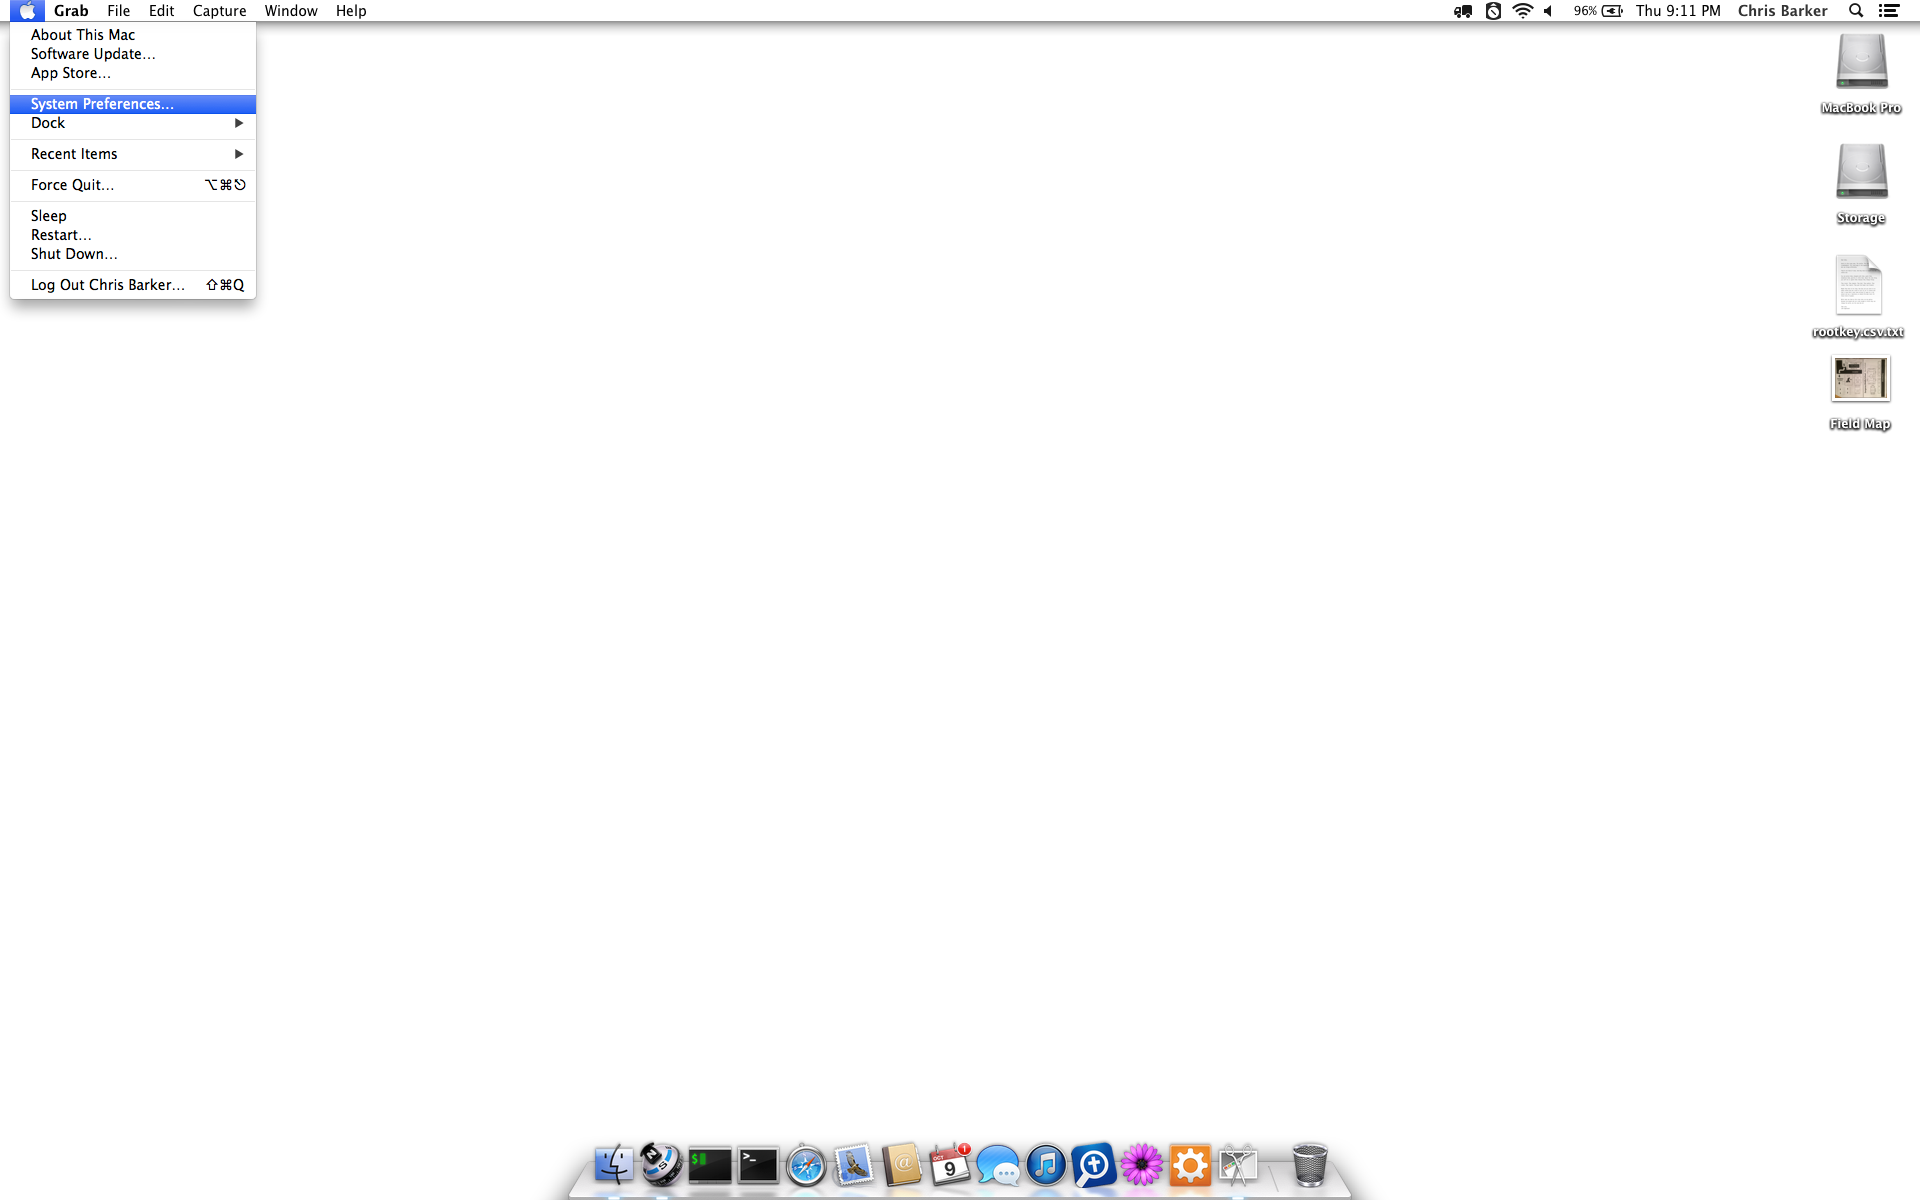 Grab File Edit Capture Window Help 96% Thu 9:11 PM Chris Barker
About This Mac
Software Update...
App Store...
System Preferences...
Dock
Recent Items
Force Quit... ⌥⌘⎋
Sleep
Restart...
Shut Down...
Log Out Chris Barker... ⇧⌘Q
MacBook Pro
Storage
rootkey.csv.txt
Field Map
N
S
$
>_
@
OCT
9
1